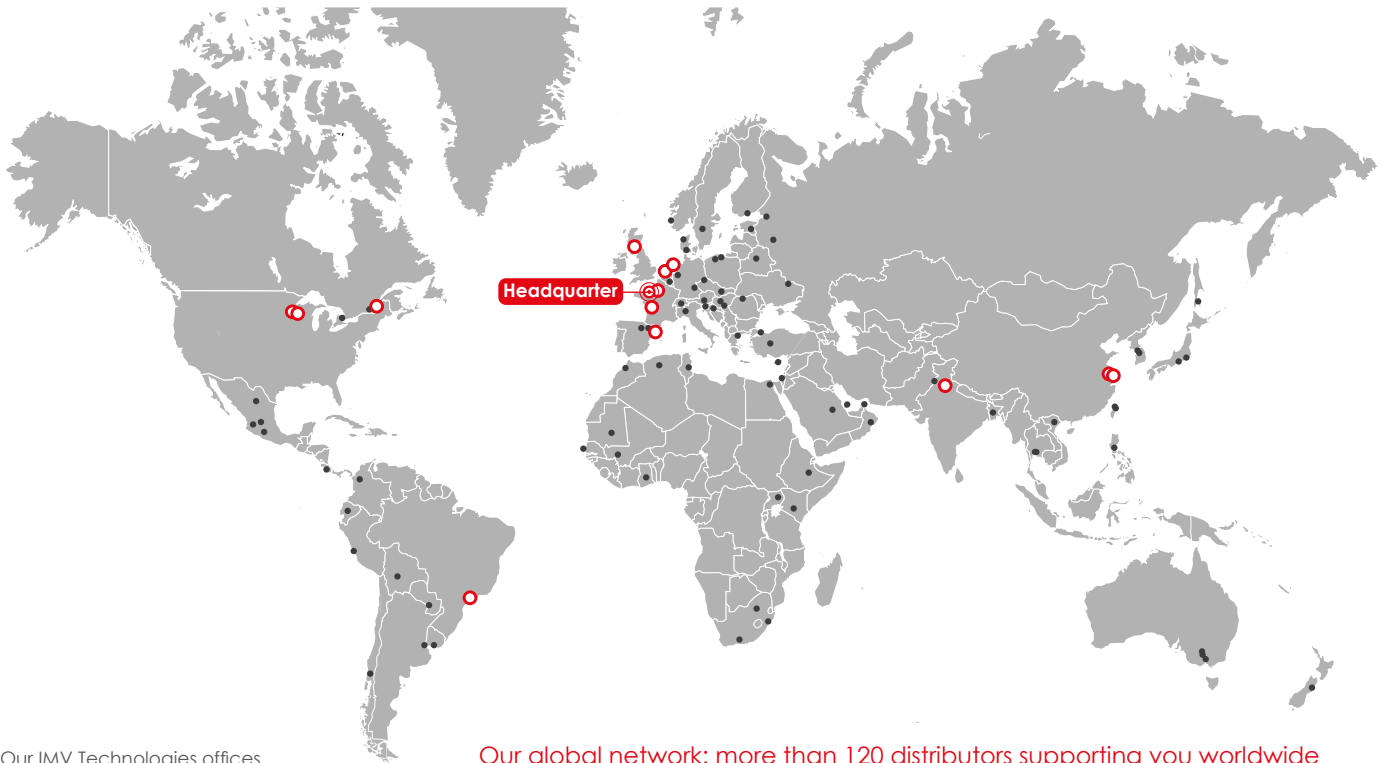 Headquarter
Our IMV Technologies offices
Our global network: more than 120 distributors supporting you worldwide